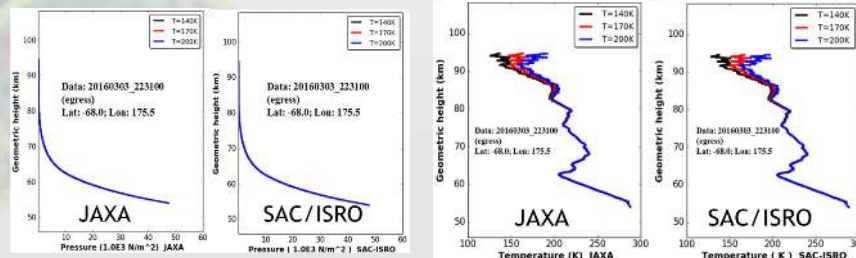 T=140K
T=170K
T=200K
Geometric height (km)
90
80
70
60
50
Data: 20160303_223100
(egress)
Lat: -68.0; Lon: 175.5
JAXA
10 20 30 40 50 60
Pressure (1.0E3 N/m^2) JAXA
T=140K
T=170K
T=200K
Geometric height (km)
100
90
80
70
60
50
Data: 20160303_223100
(egress)
Lat: -68.0; Lon: 175.5
SAC/ISRO
10 20 30 40 50 60
Pressure ( 1.0E3 N/m^2 ) SAC-ISRO
T=140K
T=170K
T=200K
Geometric height (km)
100
90
80
70
60
50
Data: 20160303_223100
(egress)
Lat: -68.0; Lon: 175.5
JAXA
100 150 200 250 300
Temperature (K) JAXA
T=140K
T=170K
T=200K
Geometric height (km)
100
90
80
70
60
50
Data: 20160303_223100
(egress)
Lat: -68.0; Lon: 175.5
SAC/ISRO
100 150 200 250 300
Temperature ( K ) SAC-ISRO